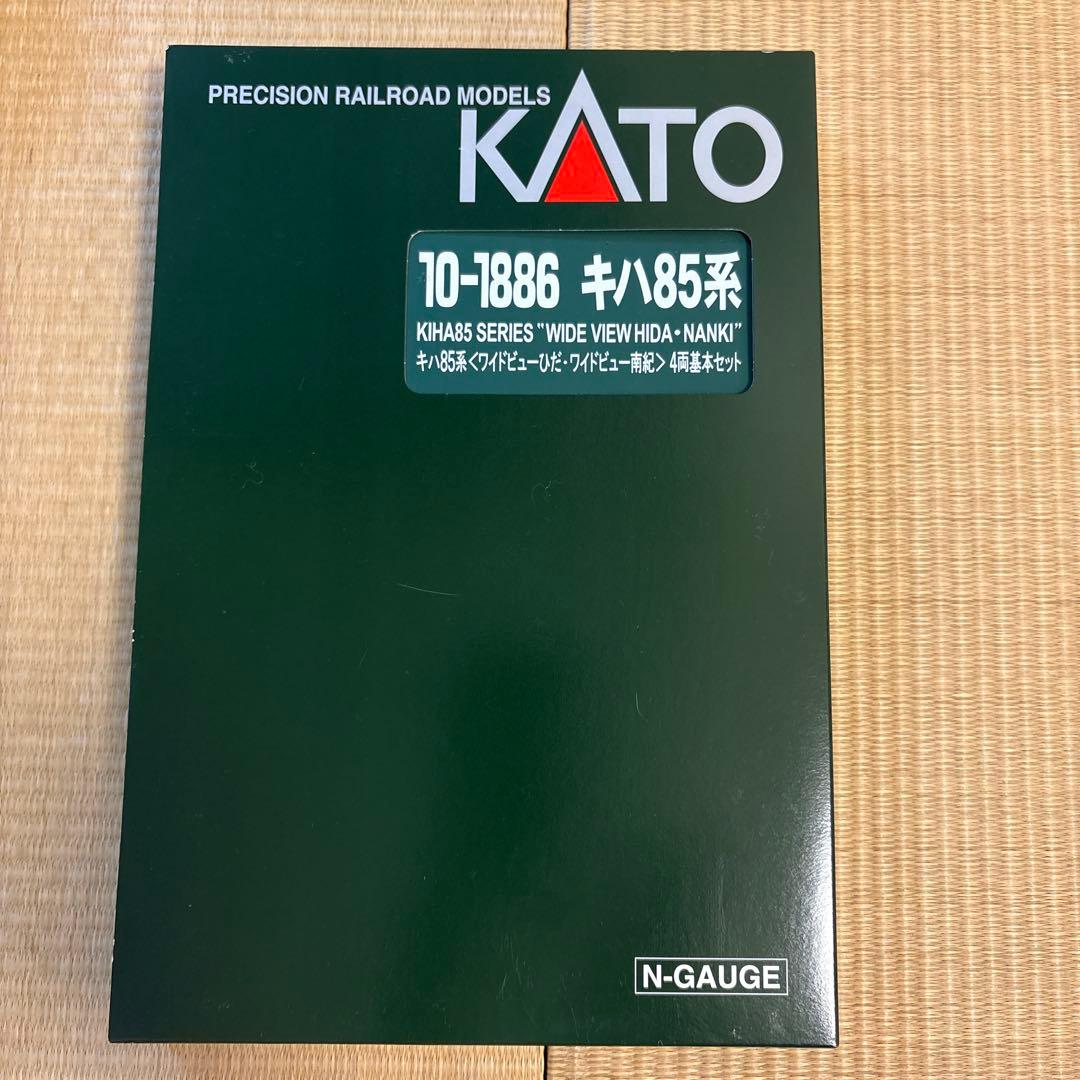 PRECISION RAILROAD MODELS
KATO
10-1886 キハ85系
KIHA85 SERIES "WIDE VIEW HIDA・NANKI"
キハ85系<ワイドビューひだ・ワイドビュー南紀> 4両基本セット
N-GAUGE